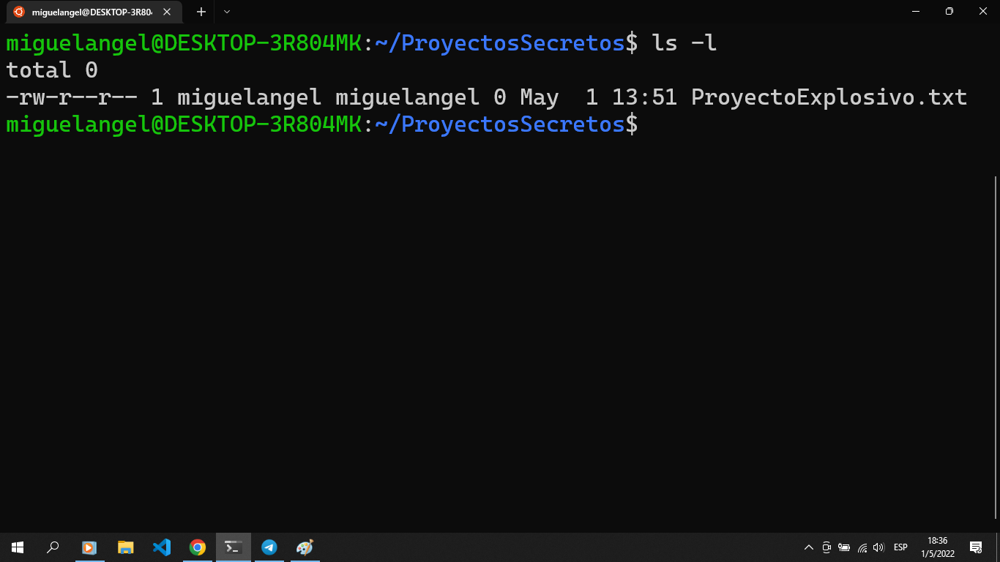 miguelangel@DESKTOP-3R804
miguelangel@DESKTOP-3R804MK:~/ProyectosSecretos$ ls -l
total 0
-rw-r--r-- 1 miguelangel miguelangel 0 May  1 13:51 ProyectoExplosivo.txt
miguelangel@DESKTOP-3R804MK:~/ProyectosSecretos$
ESP
18:36
1/5/2022